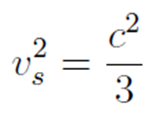 v_s^2 = \frac{c^2}{3}